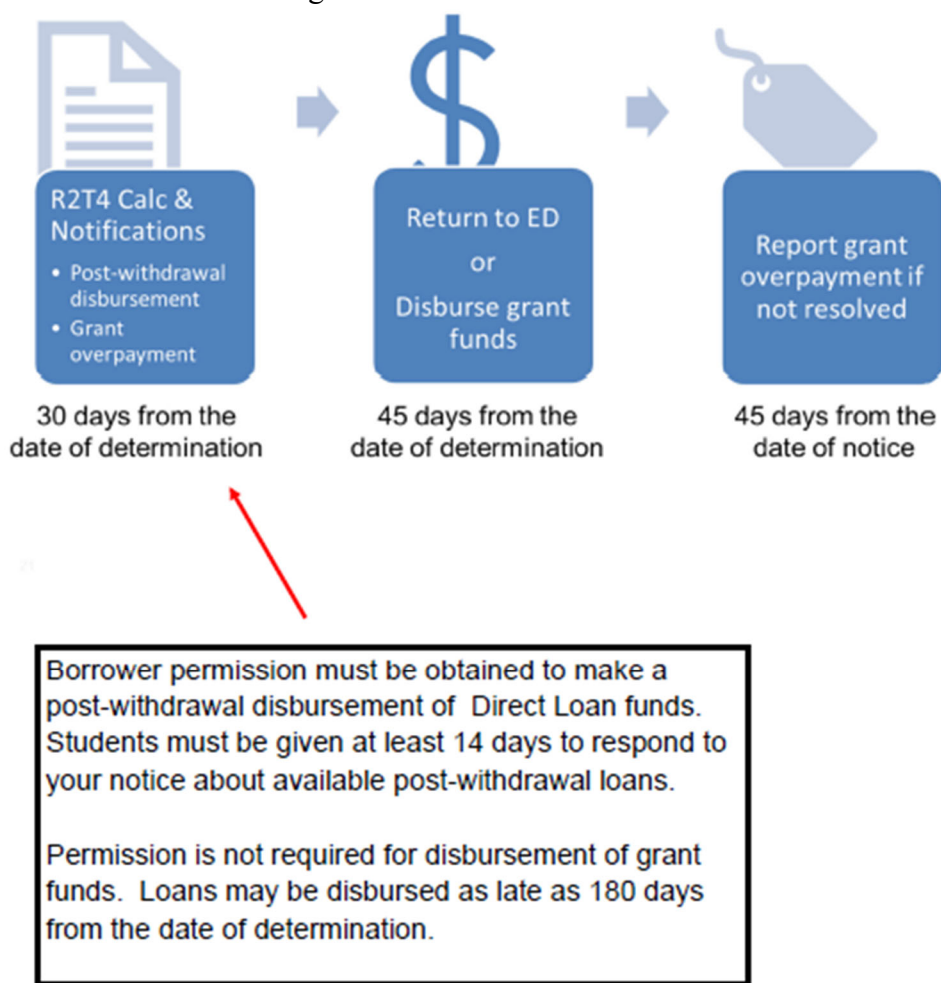 R2T4 Calc &
Notifications
• Post-withdrawal
disbursement
• Grant
overpayment
Return to ED
or
Disburse grant
funds
Report grant
overpayment if
not resolved
30 days from the
date of determination
45 days from the
date of determination
45 days from the
date of notice
Borrower permission must be obtained to make a
post-withdrawal disbursement of Direct Loan funds.
Students must be given at least 14 days to respond to
your notice about available post-withdrawal loans.
Permission is not required for disbursement of grant
funds. Loans may be disbursed as late as 180 days
from the date of determination.